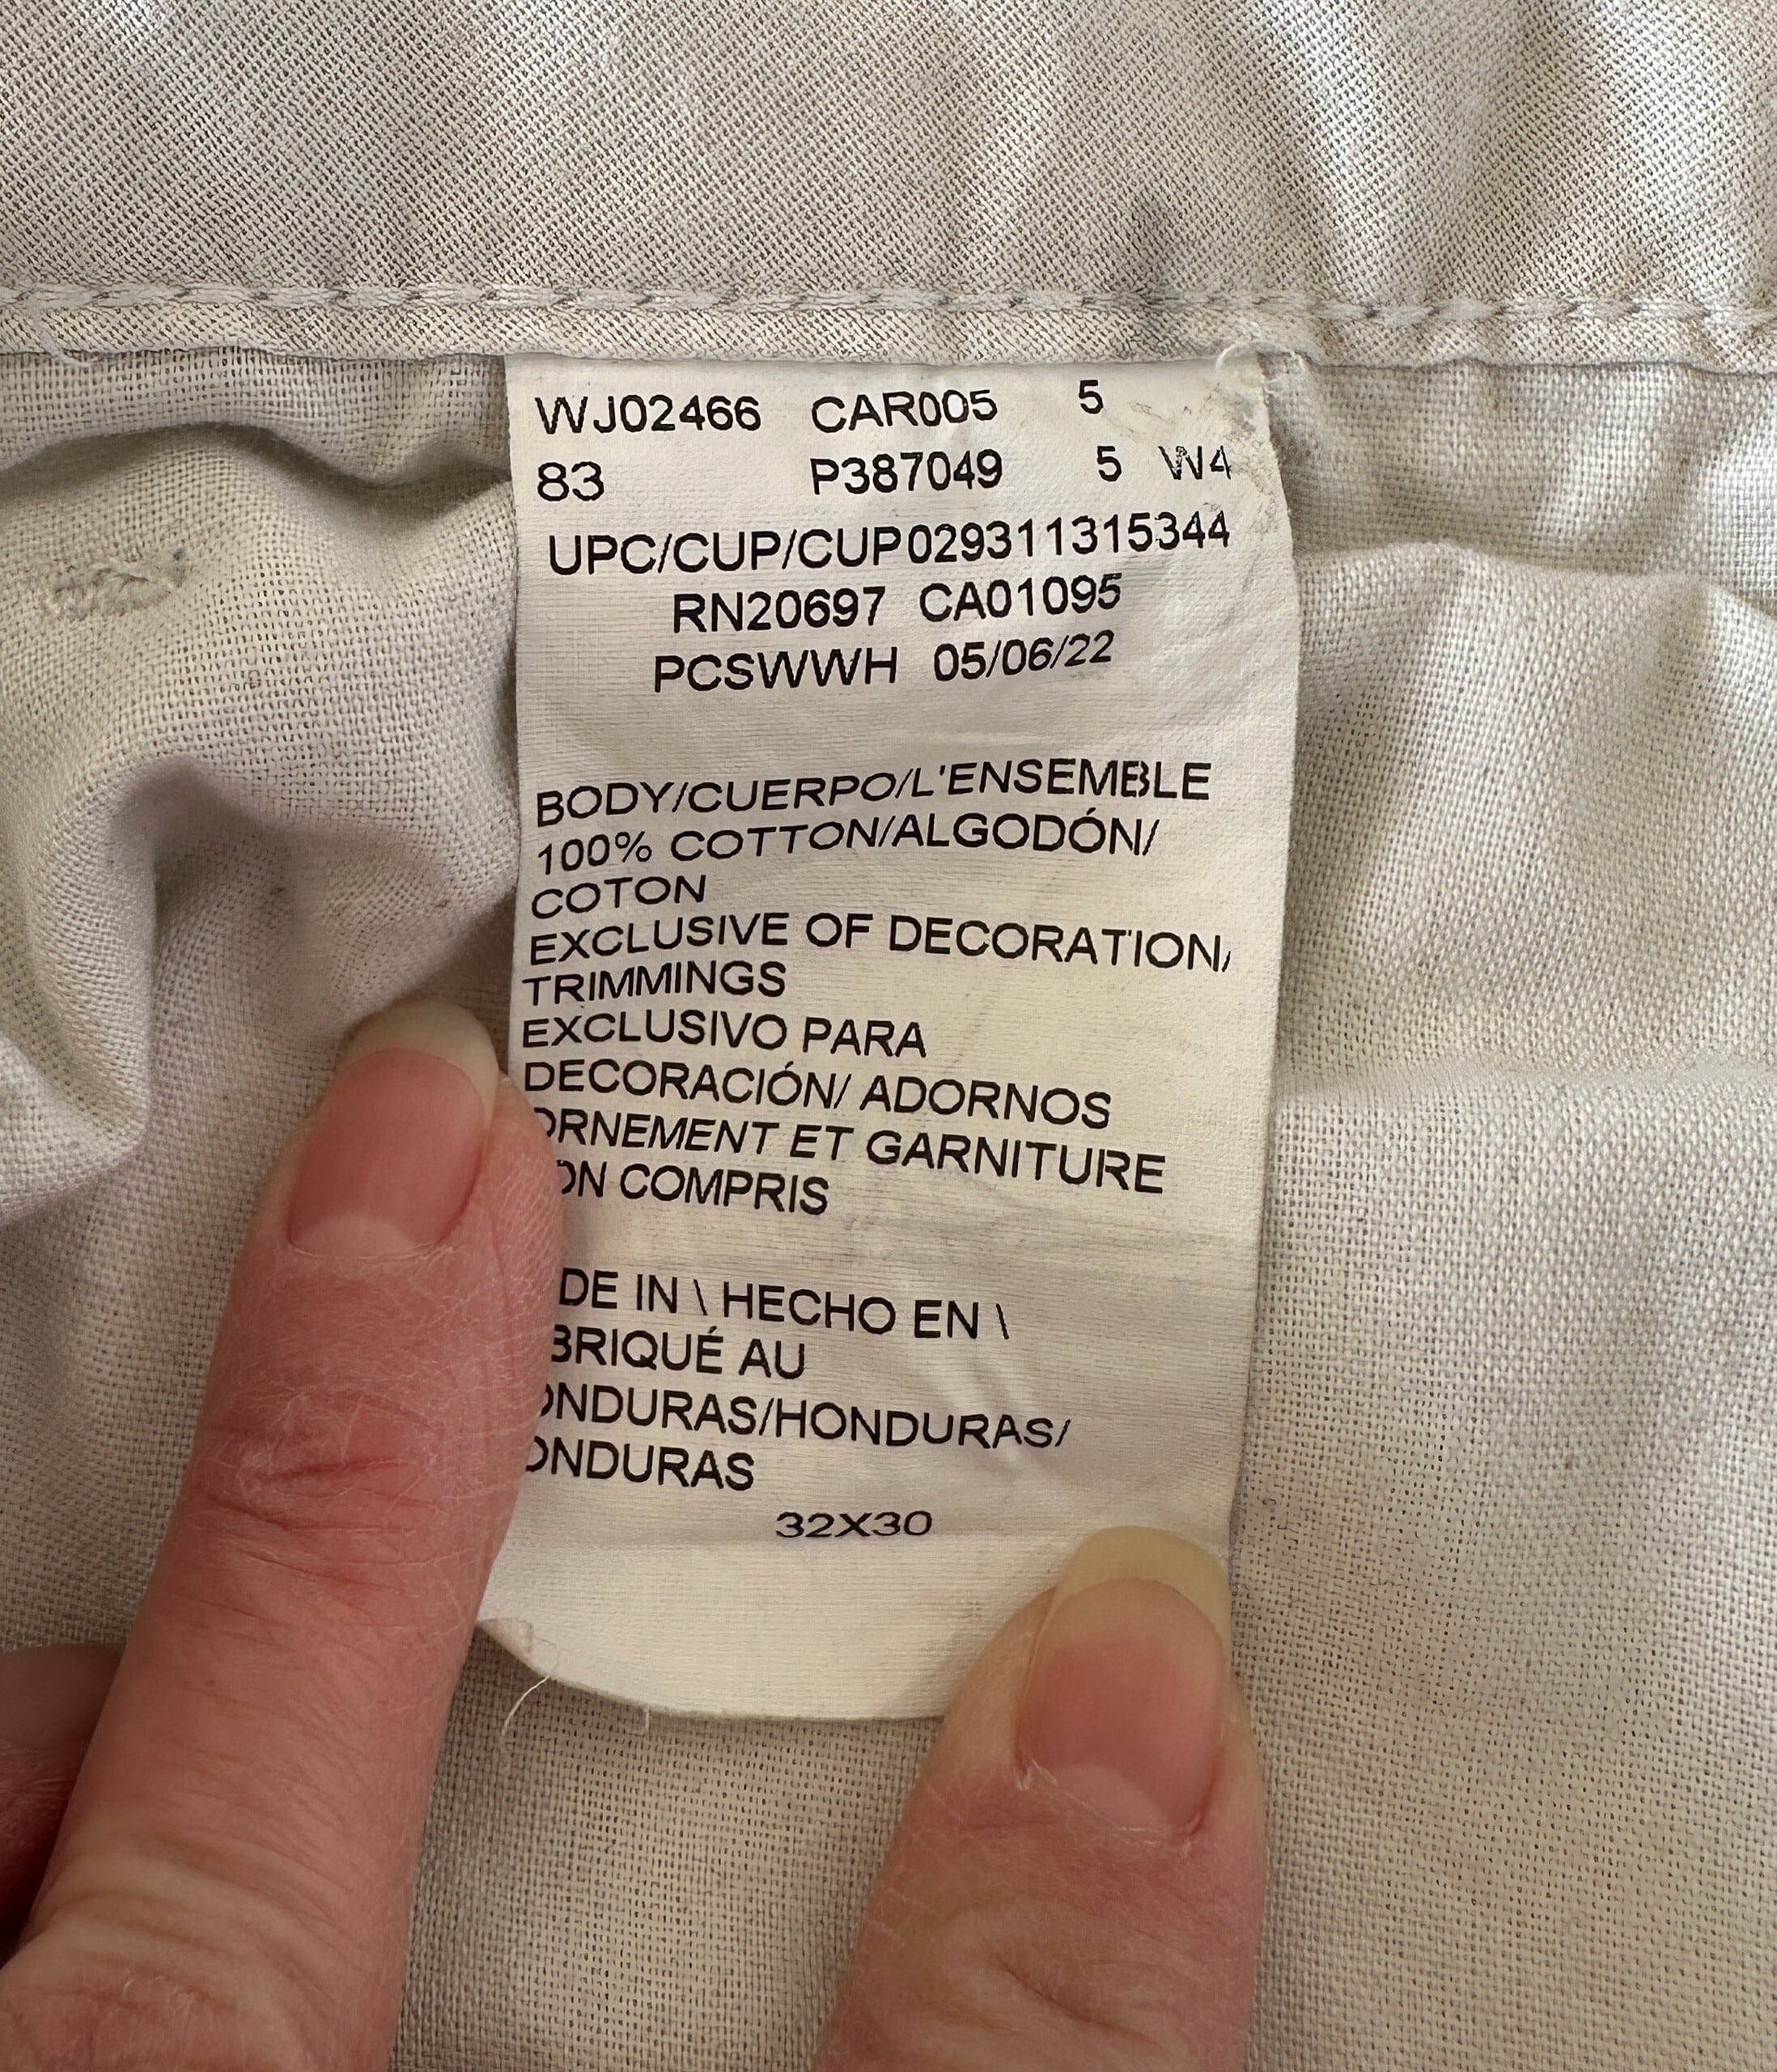 WJ02466 CAR005 5
83 P387049 5 W4
UPC/CUP/CUP029311315344
RN20697 CA01095
PCSWWH 05/06/22
BODY/CUERPO/L'ENSEMBLE
100% COTTON/ALGODÓN/
COTON
EXCLUSIVE OF DECORATION/
TRIMMINGS
EXCLUSIVO PARA
DECORACIÓN/ ADORNOS
ORNEMENT ET GARNITURE
ON COMPRIS
DE IN \ HECHO EN \
BRIQUÉ AU
ONDURAS/HONDURAS/
ONDURAS
32X30